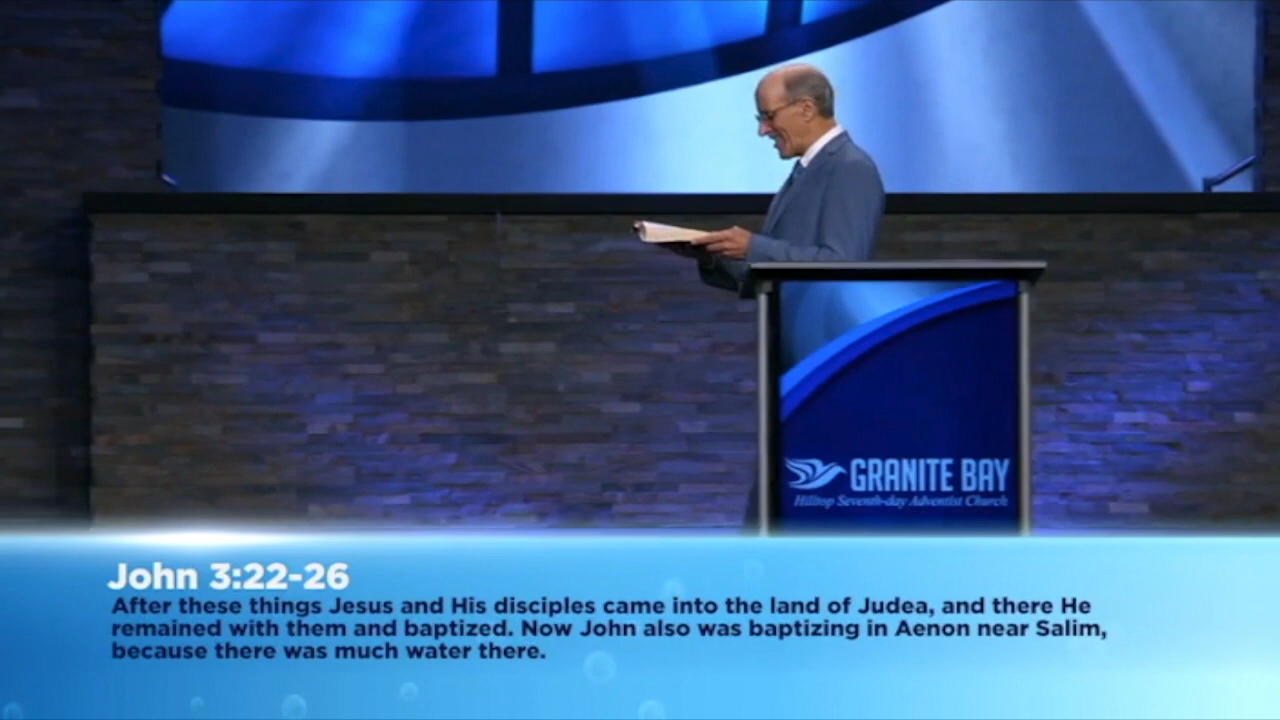 GRANITE BAY
Hilltop Seventh-day Adventist Church
John 3:22-26
After these things Jesus and His disciples came into the land of Judea, and there He
remained with them and baptized. Now John also was baptizing in Aenon near Salim,
because there was much water there.